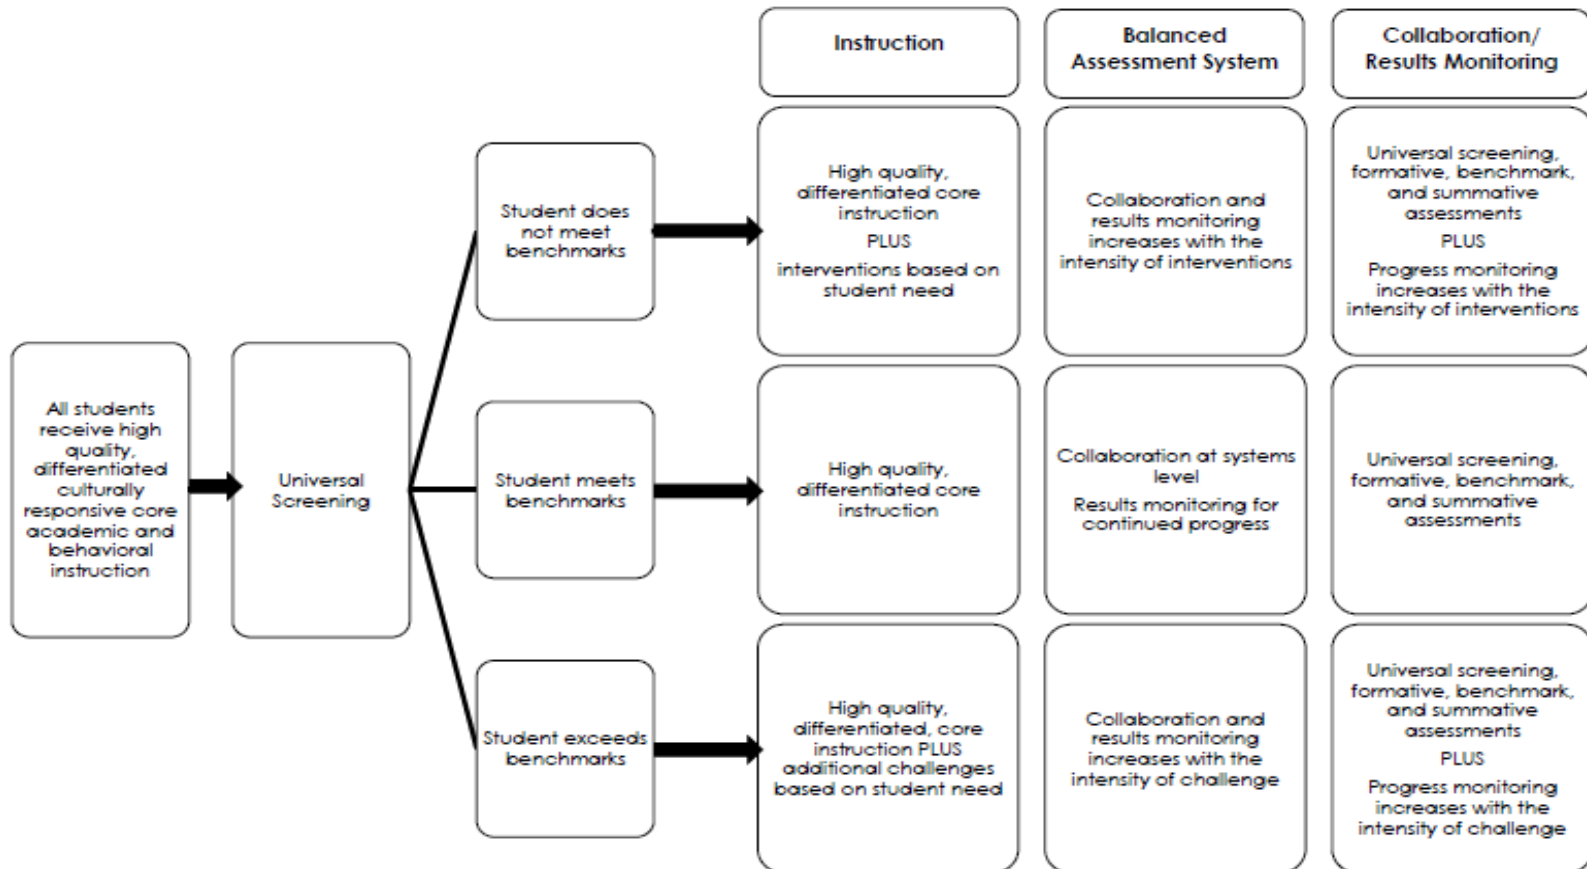 Instruction
Balanced
Assessment System
Collaboration/
Results Monitoring
All students
receive high
quality,
differentiated
culturally
responsive core
academic and
behavioral
instruction
Universal
Screening
Student does
not meet
benchmarks
High quality,
differentiated core
instruction
PLUS
interventions based on
student need
Collaboration and
results monitoring
increases with the
intensity of interventions
Universal screening,
formative, benchmark,
and summative
assessments
PLUS
Progress monitoring
increases with the
intensity of interventions
Student meets
benchmarks
High quality,
differentiated core
instruction
Collaboration at systems
level
Results monitoring for
continued progress
Universal screening,
formative, benchmark,
and summative
assessments
Student exceeds
benchmarks
High quality,
differentiated, core
instruction PLUS
additional challenges
based on student need
Collaboration and
results monitoring
increases with the
intensity of challenge
Universal screening,
formative, benchmark,
and summative
assessments
PLUS
Progress monitoring
increases with the
intensity of challenge